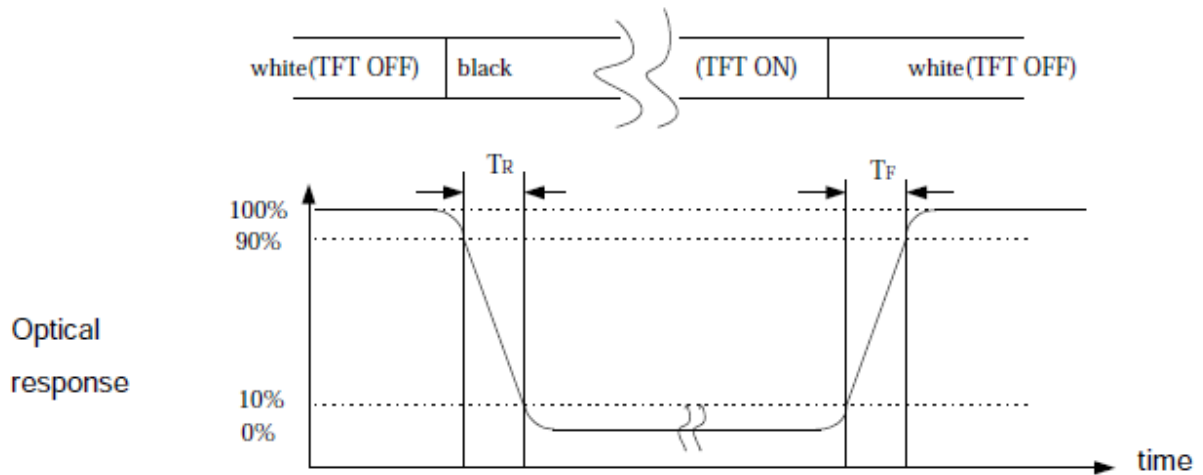 white(TFT OFF) black (TFT ON) white(TFT OFF)
TR TF
100%
90%
Optical
response
10%
0%
time